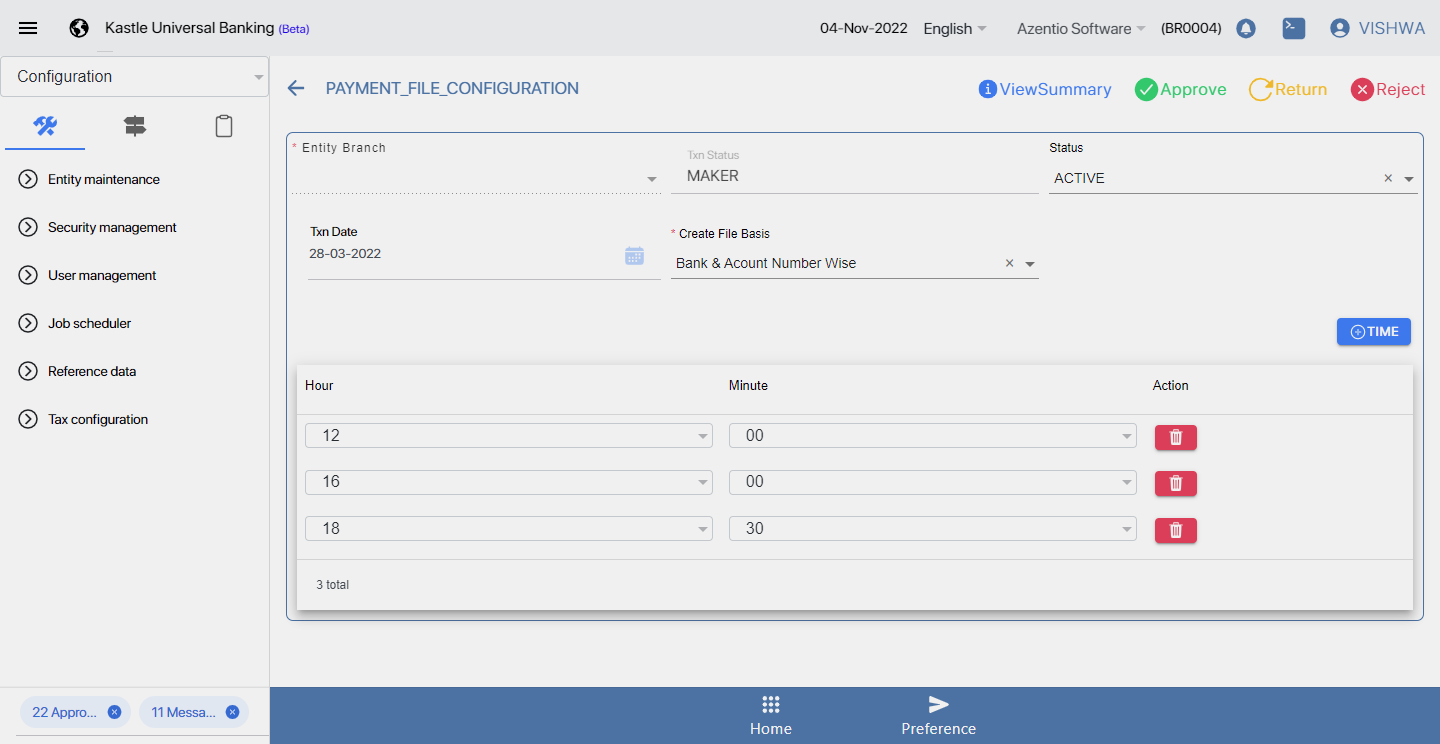 Kastle Universal Banking (Beta)
04-Nov-2022 English Azentio Software (BR0004) VISHWA
Configuration
PAYMENT_FILE_CONFIGURATION
ViewSummary Approve Return Reject
Entity maintenance
Security management
User management
Job scheduler
Reference data
Tax configuration
* Entity Branch
Txn Status
MAKER
Status
ACTIVE ×
Txn Date
28-03-2022
* Create File Basis
Bank & Acount Number Wise ×
TIME
Hour Minute Action
12 00
16 00
18 30
3 total
22 Appro... 11 Messa...
Home Preference